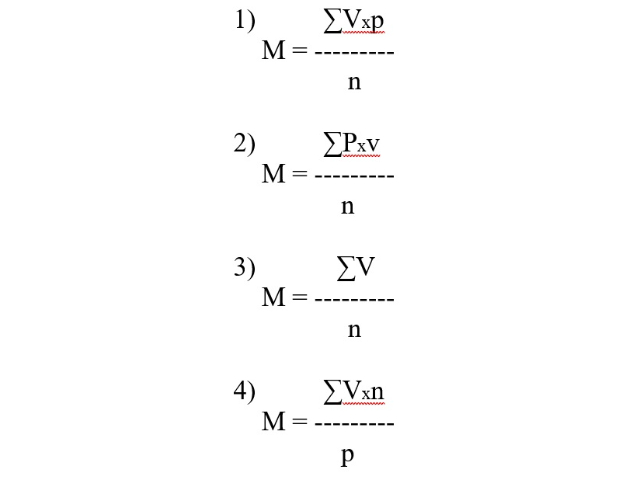 1) ∑Vxp
M = ---------
n
2) ∑Pxv
M = ---------
n
3) ∑V
M = ---------
n
4) ∑Vxn
M = ---------
p